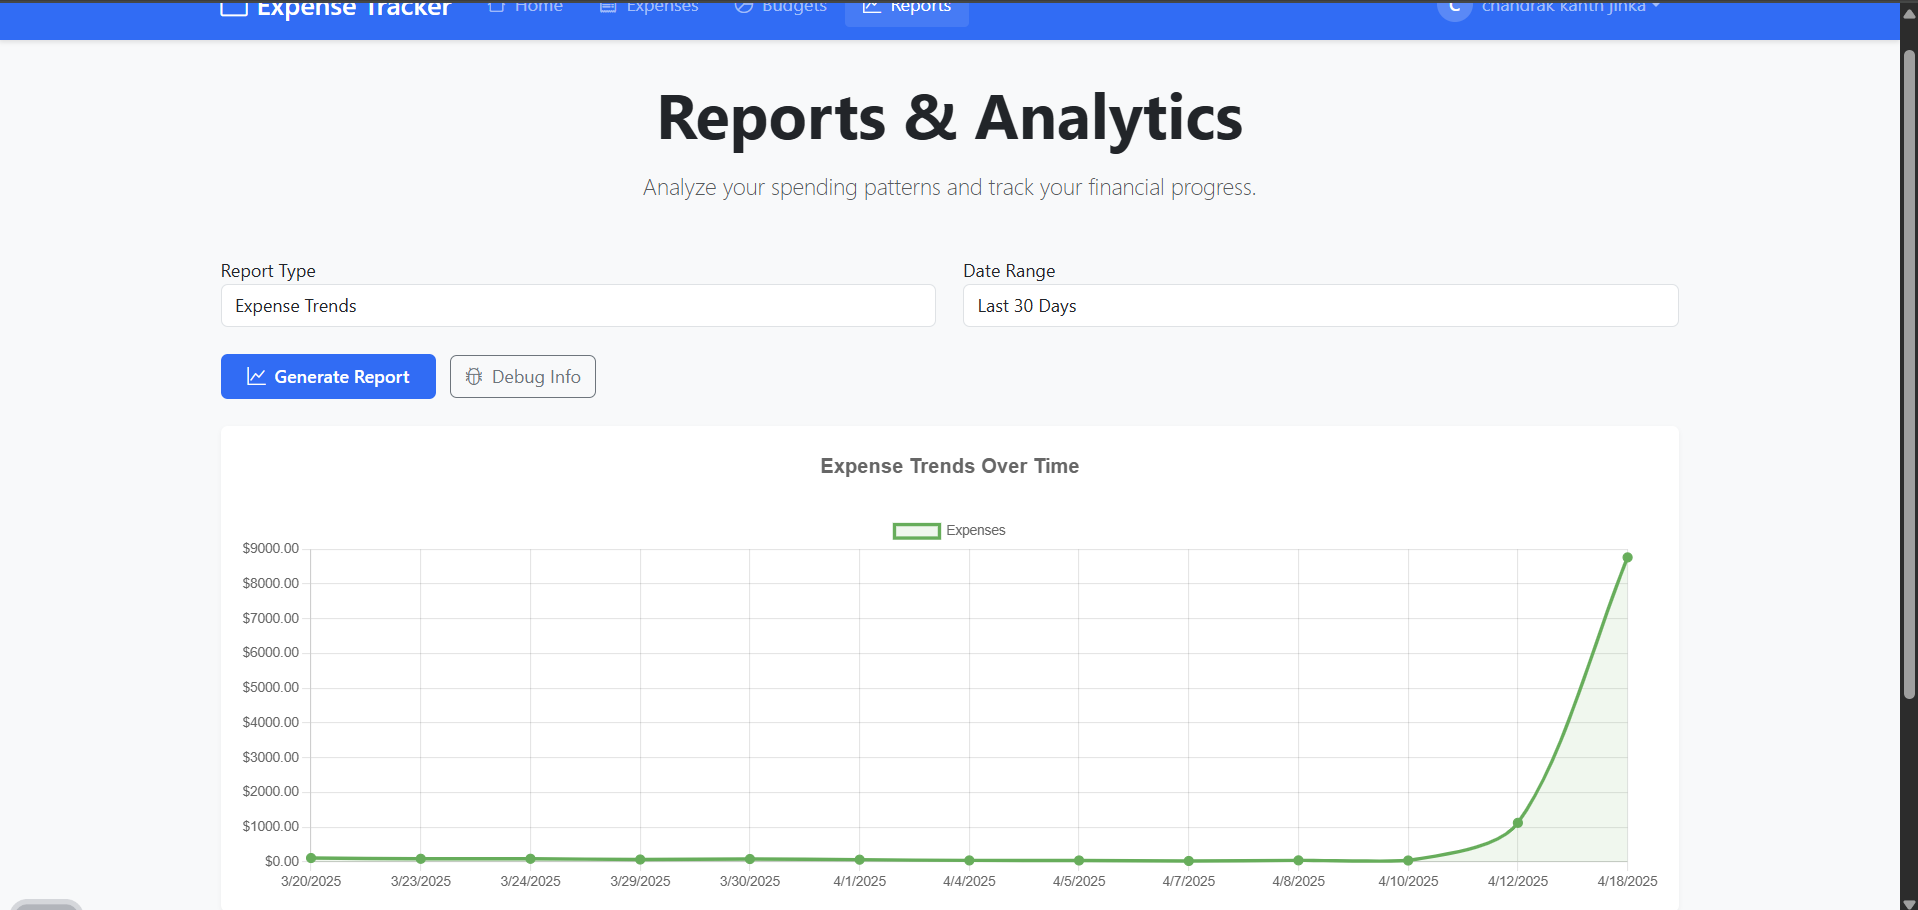 Expense Tracker Home Expenses Budgets Reports C chandrak kanth jinka
Reports & Analytics
Analyze your spending patterns and track your financial progress.
Report Type Date Range
Expense Trends Last 30 Days
Generate Report Debug Info
Expense Trends Over Time
Expenses
$9000.00
$8000.00
$7000.00
$6000.00
$5000.00
$4000.00
$3000.00
$2000.00
$1000.00
$0.00
3/20/2025 3/23/2025 3/24/2025 3/29/2025 3/30/2025 4/1/2025 4/4/2025 4/5/2025 4/7/2025 4/8/2025 4/10/2025 4/12/2025 4/18/2025